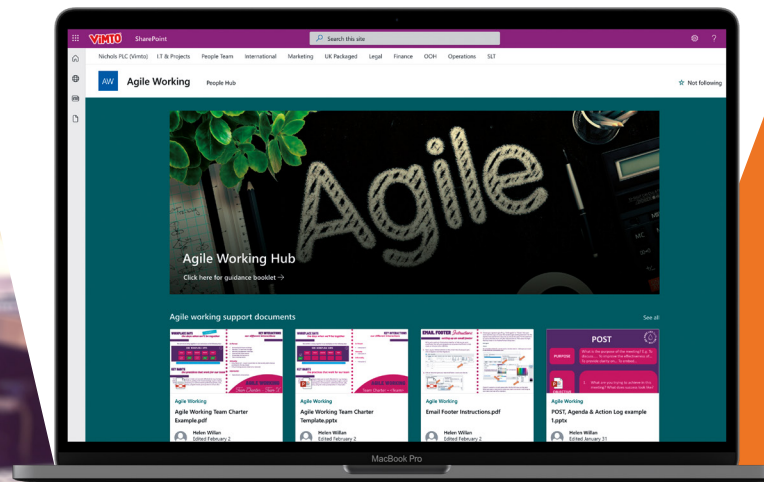 Vimto SharePoint Search this site ?
Nichols PLC (Vimto) I.T & Projects People Team International Marketing UK Packaged Legal Finance OOH Operations SLT
AW Agile Working People Hub Not following
Agile
Agile Working Hub
Click here for guidance booklet →
Agile working support documents See all
EMAIL FOOTER Instructions
POST
PURPOSE
AGILE WORKING
Agile Working
Agile Working Team Charter
Example.pdf
Helen Willan
Edited February 2
Agile Working
Agile Working Team Charter
Template.pptx
Helen Willan
Edited February 2
Agile Working
Email Footer Instructions.pdf
Helen Willan
Edited February 2
Agile Working
POST, Agenda & Action Log example
1.pptx
Helen Willan
Edited January 31
MacBook Pro